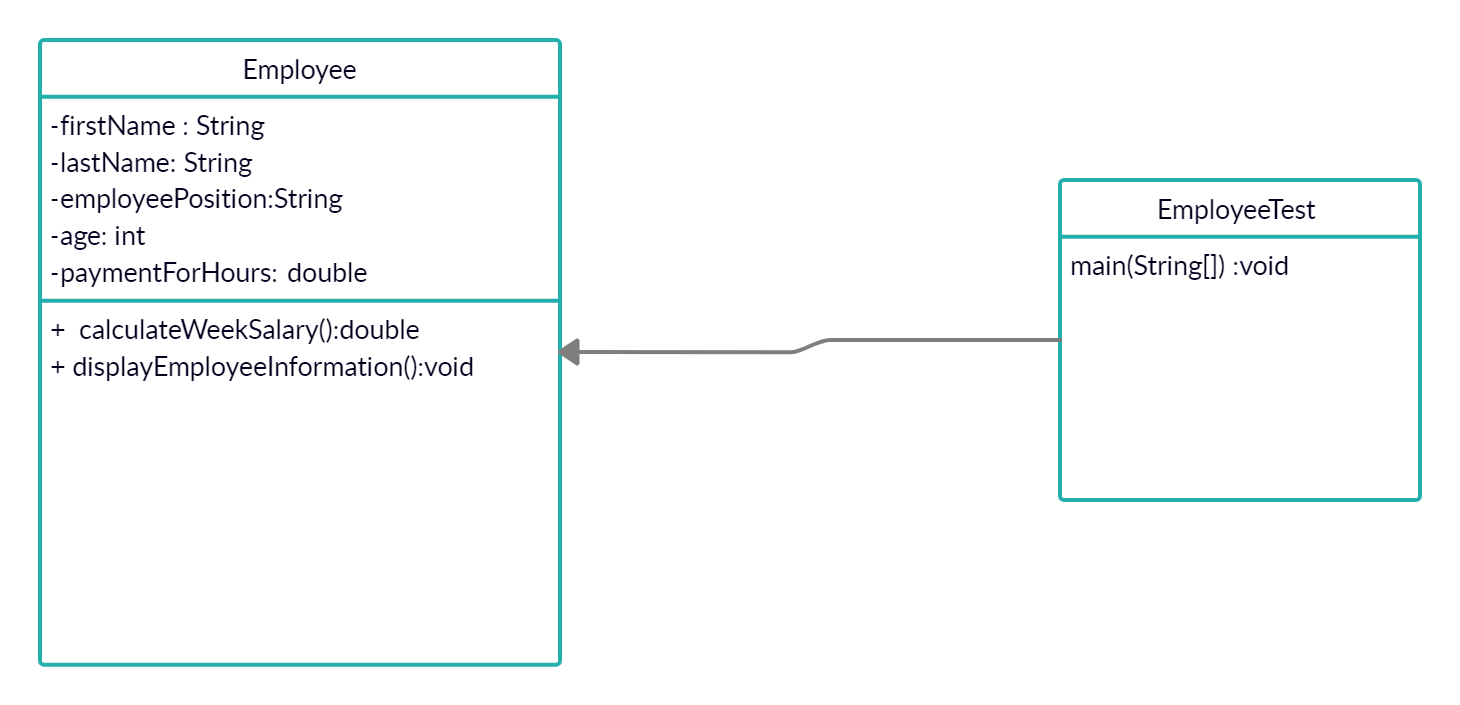 Employee
-firstName : String
-lastName: String
-employeePosition:String
-age: int
-paymentForHours: double
+ calculateWeekSalary():double
+ displayEmployeeInformation():void
EmployeeTest
main(String[]) :void